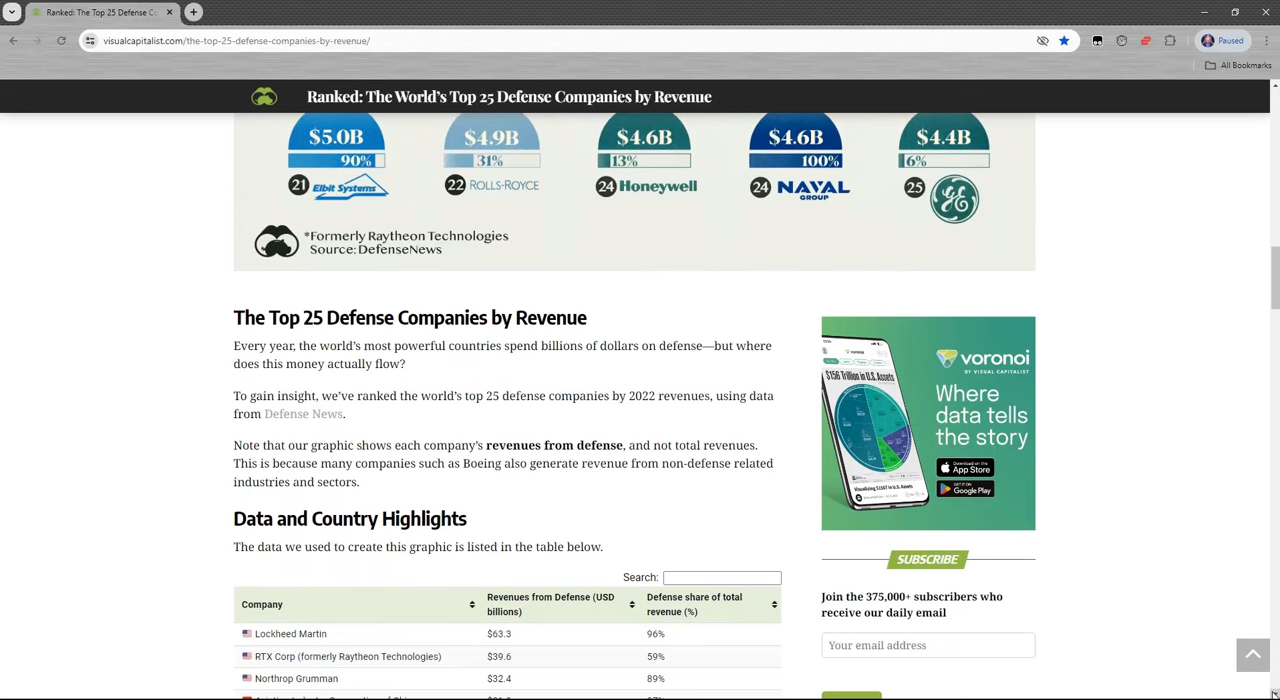 Ranked: The Top 25 Defense Co
visualcapitalist.com/the-top-25-defense-companies-by-revenue/
Paused
All Bookmarks
Ranked: The World's Top 25 Defense Companies by Revenue
$5.0B $4.9B $4.6B $4.6B $4.4B
90% 31% 13% 100% 6%
21 Elbit Systems 22 ROLLS-ROYCE 24 Honeywell 24 NAVAL GROUP 25 GE
*Formerly Raytheon Technologies
Source: DefenseNews
The Top 25 Defense Companies by Revenue
Every year, the world's most powerful countries spend billions of dollars on defense—but where
does this money actually flow?
To gain insight, we've ranked the world's top 25 defense companies by 2022 revenues, using data
from Defense News.
Note that our graphic shows each company's revenues from defense, and not total revenues.
This is because many companies such as Boeing also generate revenue from non-defense related
industries and sectors.
Data and Country Highlights
The data we used to create this graphic is listed in the table below.
Search:
Company Revenues from Defense (USD billions) Defense share of total revenue (%)
Lockheed Martin $63.3 96%
RTX Corp (formerly Raytheon Technologies) $39.6 59%
Northrop Grumman $32.4 89%
voronoi
BY VISUAL CAPITALIST
Where
data tells
the story
Download on the
App Store
GET IT ON
Google Play
$156 Trillion in U.S. Assets
SUBSCRIBE
Join the 375,000+ subscribers who
receive our daily email
Your email address